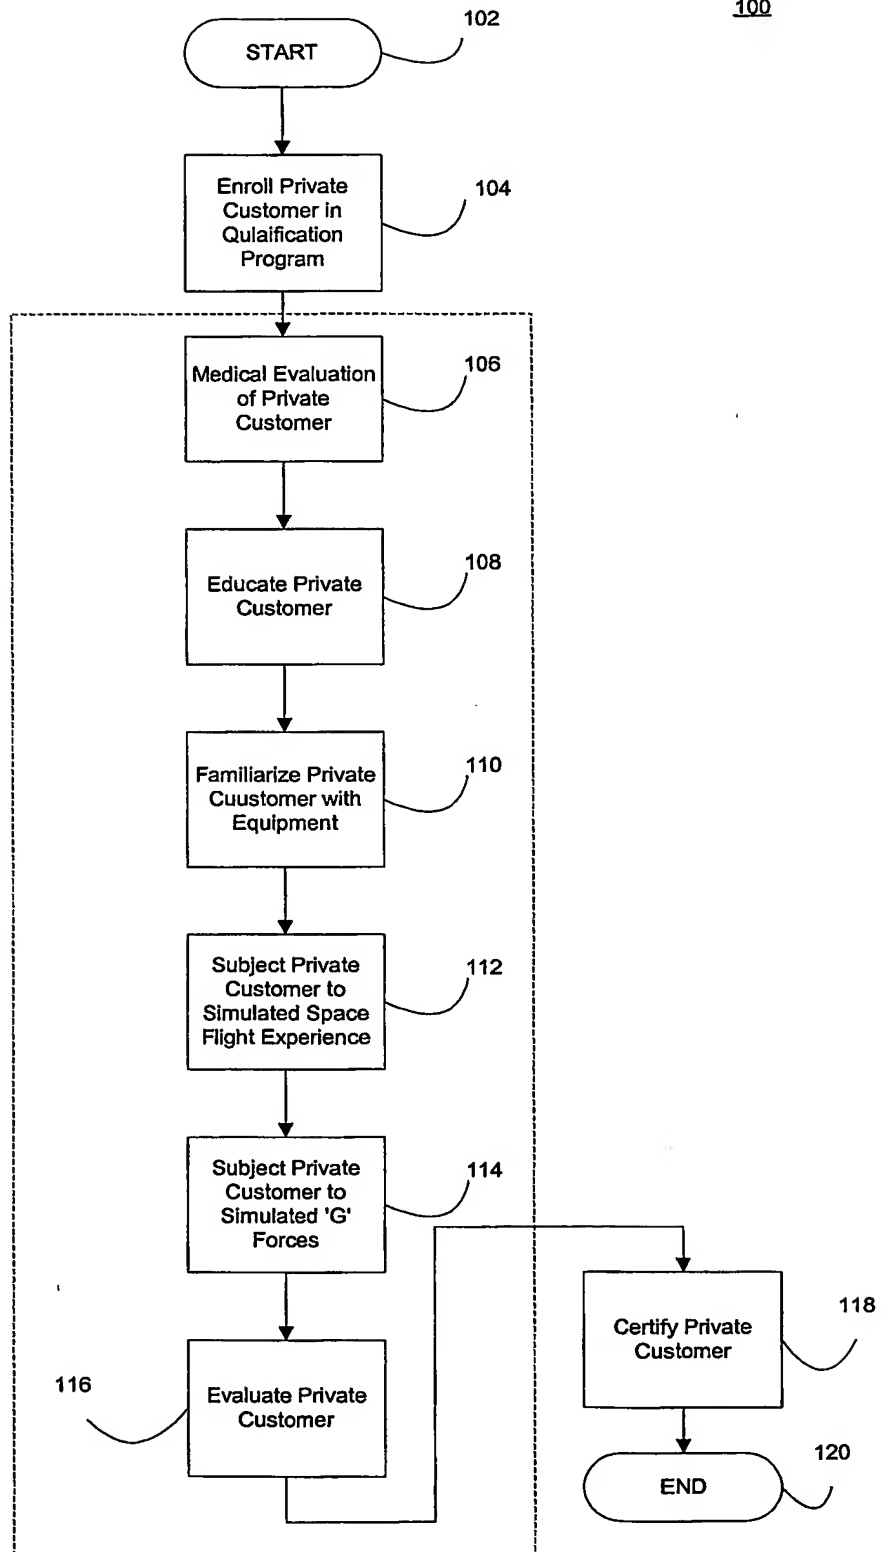 100
START
102
Enroll Private
Customer in
Qulaification
Program
104
Medical Evaluation
of Private
Customer
106
Educate Private
Customer
108
Familiarize Private
Cuustomer with
Equipment
110
Subject Private
Customer to
Simulated Space
Flight Experience
112
Subject Private
Customer to
Simulated 'G'
Forces
114
Evaluate Private
Customer
116
Certify Private
Customer
118
END
120